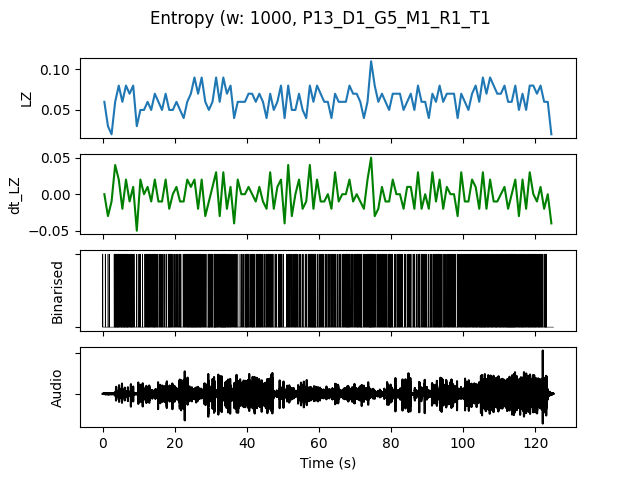 Entropy (w: 1000, P13_D1_G5_M1_R1_T1
0.10
0.05
LZ
0.05
0.00
−0.05
dt_LZ
Binarised
Audio
0 20 40 60 80 100 120
Time (s)